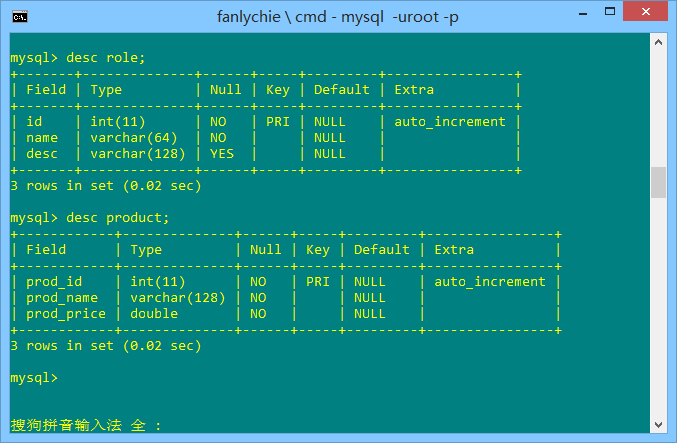 fanlychie \ cmd - mysql  -uroot -p
mysql> desc role;
+-------+--------------+------+-----+---------+----------------+
| Field | Type         | Null | Key | Default | Extra          |
+-------+--------------+------+-----+---------+----------------+
| id    | int(11)      | NO   | PRI | NULL    | auto_increment |
| name  | varchar(64)  | NO   |     | NULL    |                |
| desc  | varchar(128) | YES  |     | NULL    |                |
+-------+--------------+------+-----+---------+----------------+
3 rows in set (0.02 sec)
mysql> desc product;
+------------+--------------+------+-----+---------+----------------+
| Field      | Type         | Null | Key | Default | Extra          |
+------------+--------------+------+-----+---------+----------------+
| prod_id    | int(11)      | NO   | PRI | NULL    | auto_increment |
| prod_name  | varchar(128) | NO   |     | NULL    |                |
| prod_price | double       | NO   |     | NULL    |                |
+------------+--------------+------+-----+---------+----------------+
3 rows in set (0.02 sec)
mysql>
搜狗拼音输入法 全 :